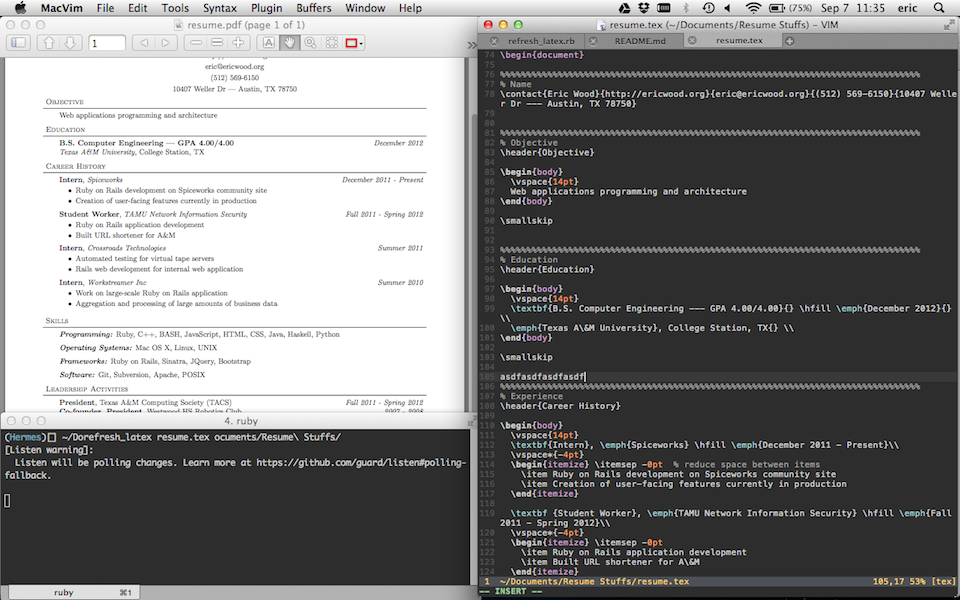 MacVim File Edit Tools Syntax Plugin Buffers Window Help (75%) Sep 7 11:35 eric
resume.pdf (page 1 of 1)
1
eric@ericwood.org
(512) 569-6150
10407 Weller Dr — Austin, TX 78750
Objective
Web applications programming and architecture
Education
B.S. Computer Engineering — GPA 4.00/4.00 December 2012
Texas A&M University, College Station, TX
Career History
Intern, Spiceworks December 2011 - Present
• Ruby on Rails development on Spiceworks community site
• Creation of user-facing features currently in production
Student Worker, TAMU Network Information Security Fall 2011 - Spring 2012
• Ruby on Rails application development
• Built URL shortener for A&M
Intern, Crossroads Technologies Summer 2011
• Automated testing for virtual tape servers
• Rails web development for internal web application
Intern, Workstreamer Inc Summer 2010
• Work on large-scale Ruby on Rails application
• Aggregation and processing of large amounts of business data
Skills
Programming: Ruby, C++, BASH, JavaScript, HTML, CSS, Java, Haskell, Python
Operating Systems: Mac OS X, Linux, UNIX
Frameworks: Ruby on Rails, Sinatra, JQuery, Bootstrap
Software: Git, Subversion, Apache, POSIX
Leadership Activities
President, Texas A&M Computing Society (TACS) Fall 2011 - Spring 2012
Co-founder, President, Westwood HS Robotics Club 2007 - 2008
4. ruby
(Hermes) ~/Dorefresh_latex resume.tex ocuments/Resume\ Stuffs/
[Listen warning]:
Listen will be polling changes. Learn more at https://github.com/guard/listen#polling-
fallback.
ruby ⌘1
resume.tex (~/Documents/Resume Stuffs) - VIM
refresh_latex.rb README.md resume.tex
74 \begin{document}
75
76 %%%%%%%%%%%%%%%%%%%%%%%%%%%%%%%%%%%%%%%%%%%%%%%%%%%%%%%%%%%%%%%%%%%%%%%%%%%%%%
77 % Name
78 \contact{Eric Wood}{http://ericwood.org}{eric@ericwood.org}{(512) 569-6150}{10407 Welle
r Dr --- Austin, TX 78750}
79
80
81 %%%%%%%%%%%%%%%%%%%%%%%%%%%%%%%%%%%%%%%%%%%%%%%%%%%%%%%%%%%%%%%%%%%%%%%%%%%%%%
82 % Objective
83 \header{Objective}
84
85 \begin{body}
86 \vspace{14pt}
87 Web applications programming and architecture
88 \end{body}
89
90 \smallskip
91
92
93 %%%%%%%%%%%%%%%%%%%%%%%%%%%%%%%%%%%%%%%%%%%%%%%%%%%%%%%%%%%%%%%%%%%%%%%%%%%%%%
94 % Education
95 \header{Education}
96
97 \begin{body}
98 \vspace{14pt}
99 \textbf{B.S. Computer Engineering --- GPA 4.00/4.00}{} \hfill \emph{December 2012}{}
\\
100 \emph{Texas A\&M University}, College Station, TX{} \\
101 \end{body}
102
103 \smallskip
104
105 asdfasdfasdfasdf
106 %%%%%%%%%%%%%%%%%%%%%%%%%%%%%%%%%%%%%%%%%%%%%%%%%%%%%%%%%%%%%%%%%%%%%%%%%%%%%%
107 % Experience
108 \header{Career History}
109
110 \begin{body}
111 \vspace{14pt}
112 \textbf{Intern}, \emph{Spiceworks} \hfill \emph{December 2011 - Present}\\
113 \vspace*{-4pt}
114 \begin{itemize} \itemsep -0pt % reduce space between items
115 \item Ruby on Rails development on Spiceworks community site
116 \item Creation of user-facing features currently in production
117 \end{itemize}
118
119 \textbf {Student Worker}, \emph{TAMU Network Information Security} \hfill \emph{Fall
2011 - Spring 2012}\\
120 \vspace*{-4pt}
121 \begin{itemize} \itemsep -0pt
122 \item Ruby on Rails application development
123 \item Built URL shortener for A\&M
124 \end{itemize}
1 ~/Documents/Resume Stuffs/resume.tex 105,17 53% [tex]
-- INSERT --